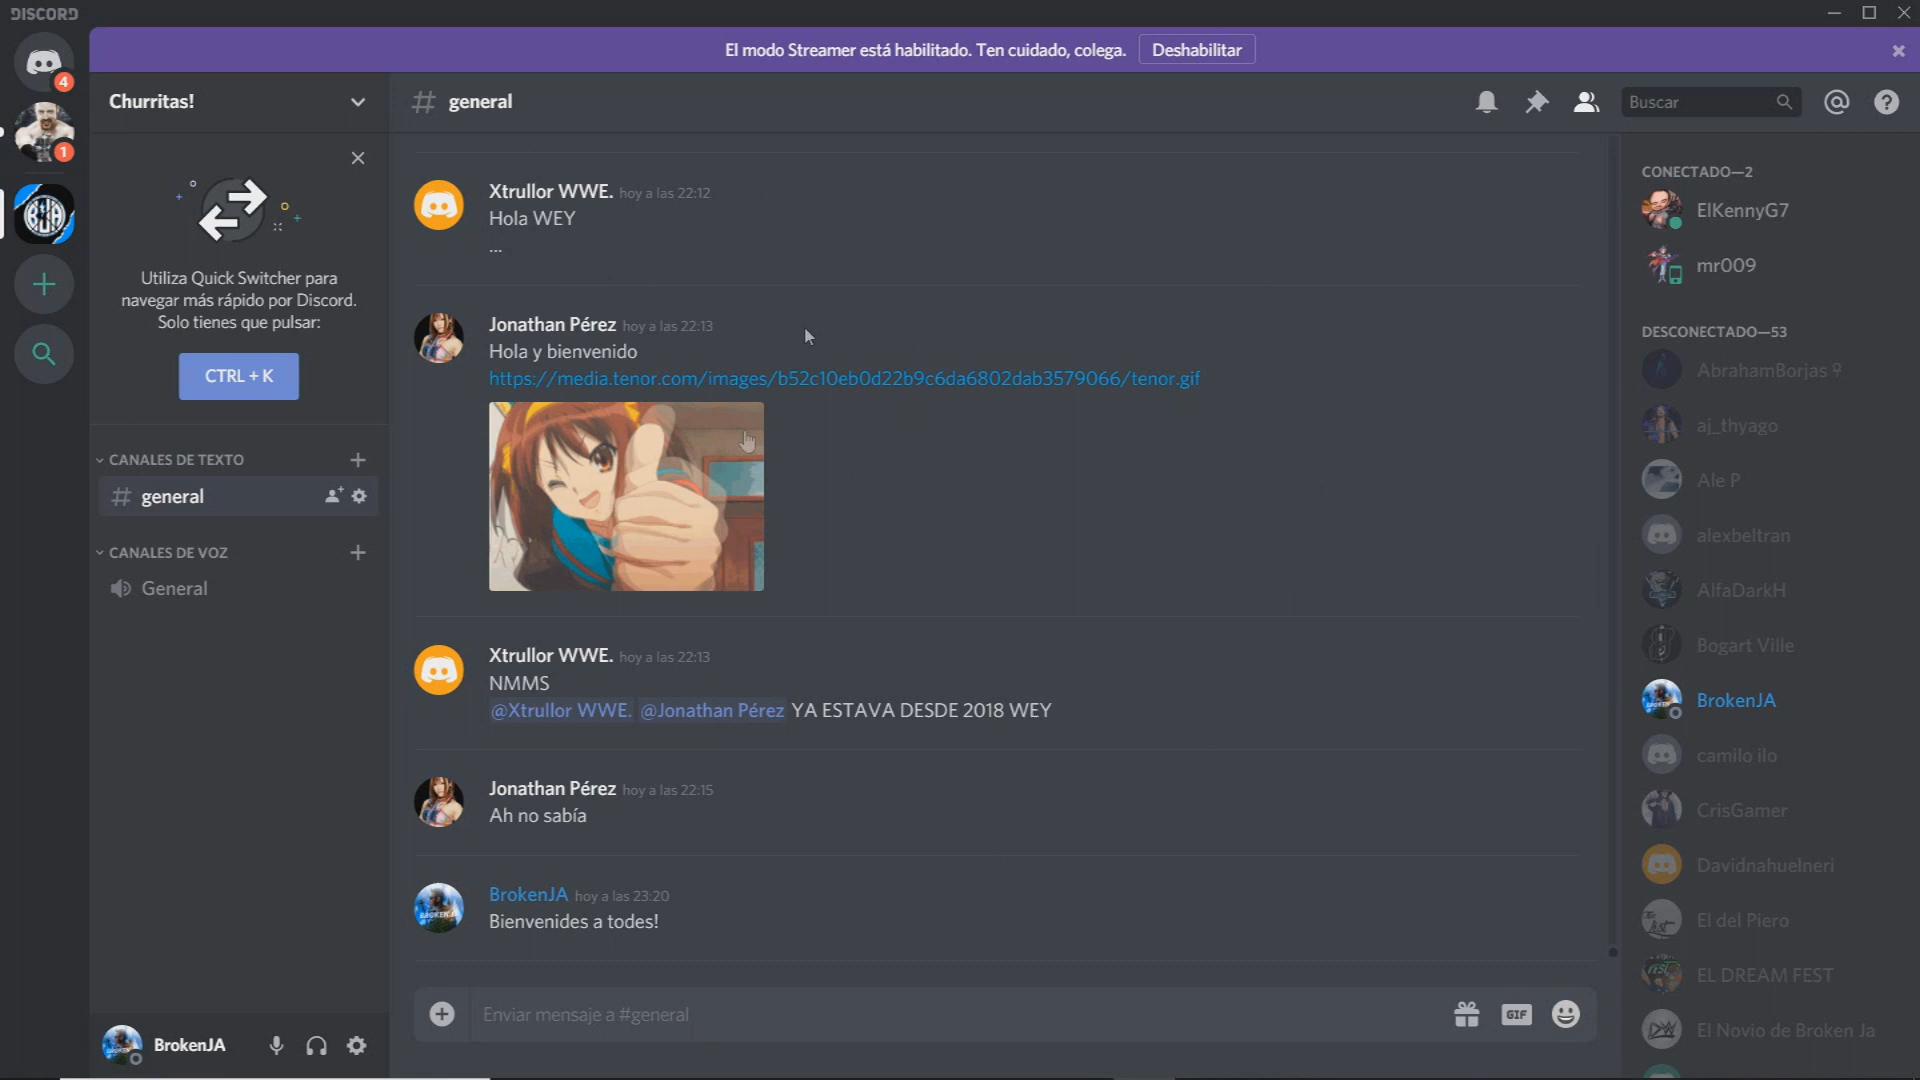 DISCORD
El modo Streamer está habilitado. Ten cuidado, colega.
Deshabilitar
4
1
Churritas!
general
Buscar
Utiliza Quick Switcher para
navegar más rápido por Discord.
Solo tienes que pulsar:
CTRL + K
CANALES DE TEXTO
general
CANALES DE VOZ
General
Xtrullor WWE. hoy a las 22:12
Hola WEY
...
Jonathan Pérez hoy a las 22:13
Hola y bienvenido
https://media.tenor.com/images/b52c10eb0d22b9c6da6802dab3579066/tenor.gif
Xtrullor WWE. hoy a las 22:13
NMMS
@Xtrullor WWE. @Jonathan Pérez YA ESTAVA DESDE 2018 WEY
Jonathan Pérez hoy a las 22:15
Ah no sabía
BrokenJA hoy a las 23:20
Bienvenides a todes!
Enviar mensaje a #general
GIF
BrokenJA
CONECTADO—2
ElKennyG7
mr009
DESCONECTADO—53
AbrahamBorjas
aj_thyago
Ale P
alexbeltran
AlfaDarkH
Bogart Ville
BrokenJA
camilo ilo
CrisGamer
Davidnahuelneri
El del Piero
EL DREAM FEST
El Novio de Broken Ja